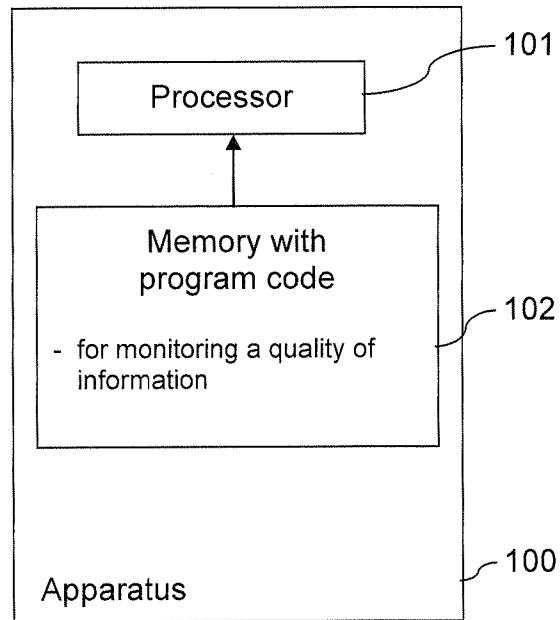 101
Processor
Memory with
program code
102
- for monitoring a quality of
information
100
Apparatus